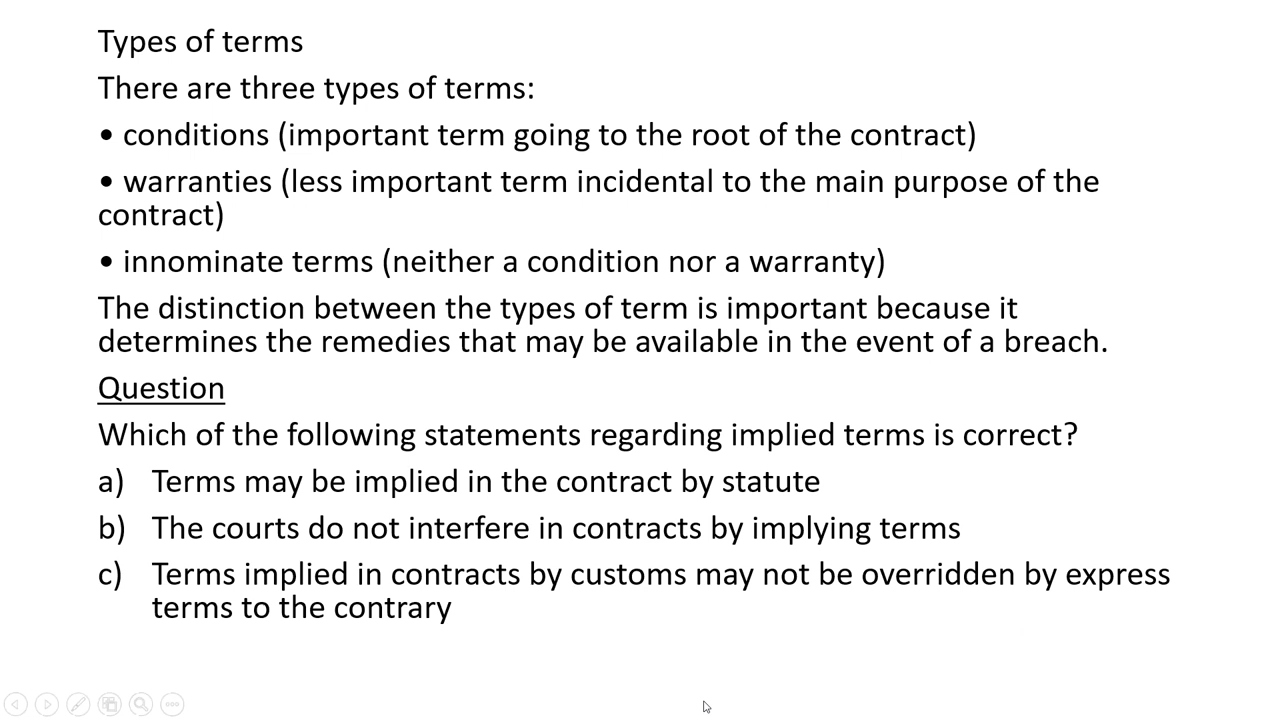 Types of terms
There are three types of terms:
• conditions (important term going to the root of the contract)
• warranties (less important term incidental to the main purpose of the
contract)
• innominate terms (neither a condition nor a warranty)
The distinction between the types of term is important because it
determines the remedies that may be available in the event of a breach.
Question
Which of the following statements regarding implied terms is correct?
a) Terms may be implied in the contract by statute
b) The courts do not interfere in contracts by implying terms
c) Terms implied in contracts by customs may not be overridden by express
terms to the contrary